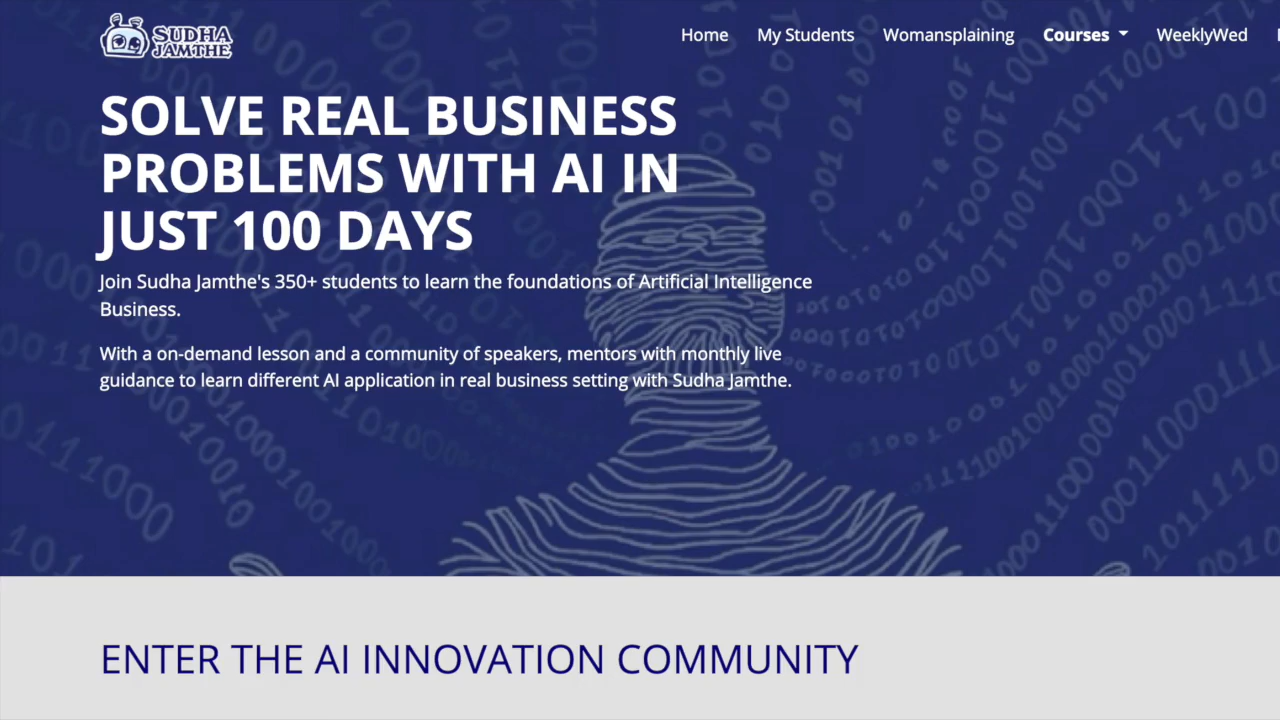 SUDHA
JAMTHE
Home My Students Womansplaining Courses WeeklyWed
SOLVE REAL BUSINESS
PROBLEMS WITH AI IN
JUST 100 DAYS
Join Sudha Jamthe's 350+ students to learn the foundations of Artificial Intelligence
Business.
With a on-demand lesson and a community of speakers, mentors with monthly live
guidance to learn different AI application in real business setting with Sudha Jamthe.
ENTER THE AI INNOVATION COMMUNITY